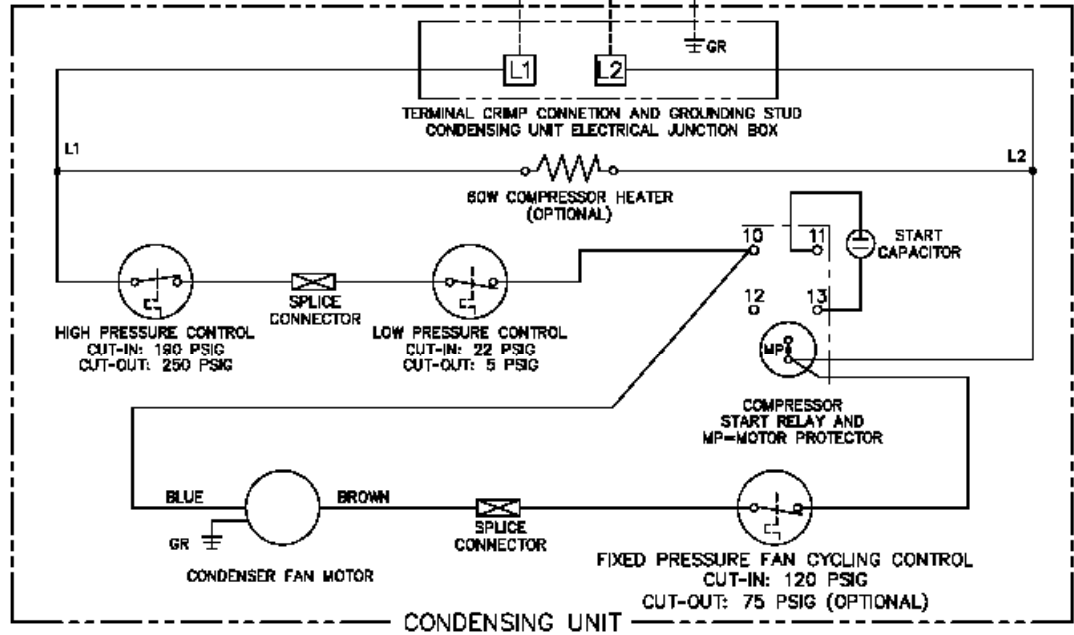 GR
L1 L2
TERMINAL CRIMP CONNETION AND GROUNDING STUD
CONDENSING UNIT ELECTRICAL JUNCTION BOX
L1
L2
60W COMPRESSOR HEATER
(OPTIONAL)
10 11
START
CAPACITOR
12 13
SPLICE
CONNECTOR
HIGH PRESSURE CONTROL
CUT-IN: 190 PSIG
CUT-OUT: 250 PSIG
LOW PRESSURE CONTROL
CUT-IN: 22 PSIG
CUT-OUT: 5 PSIG
MP
COMPRESSOR
START RELAY AND
MP=MOTOR PROTECTOR
BLUE
BROWN
GR
SPLICE
CONNECTOR
CONDENSER FAN MOTOR
FIXED PRESSURE FAN CYCLING CONTROL
CUT-IN: 120 PSIG
CUT-OUT: 75 PSIG (OPTIONAL)
CONDENSING UNIT